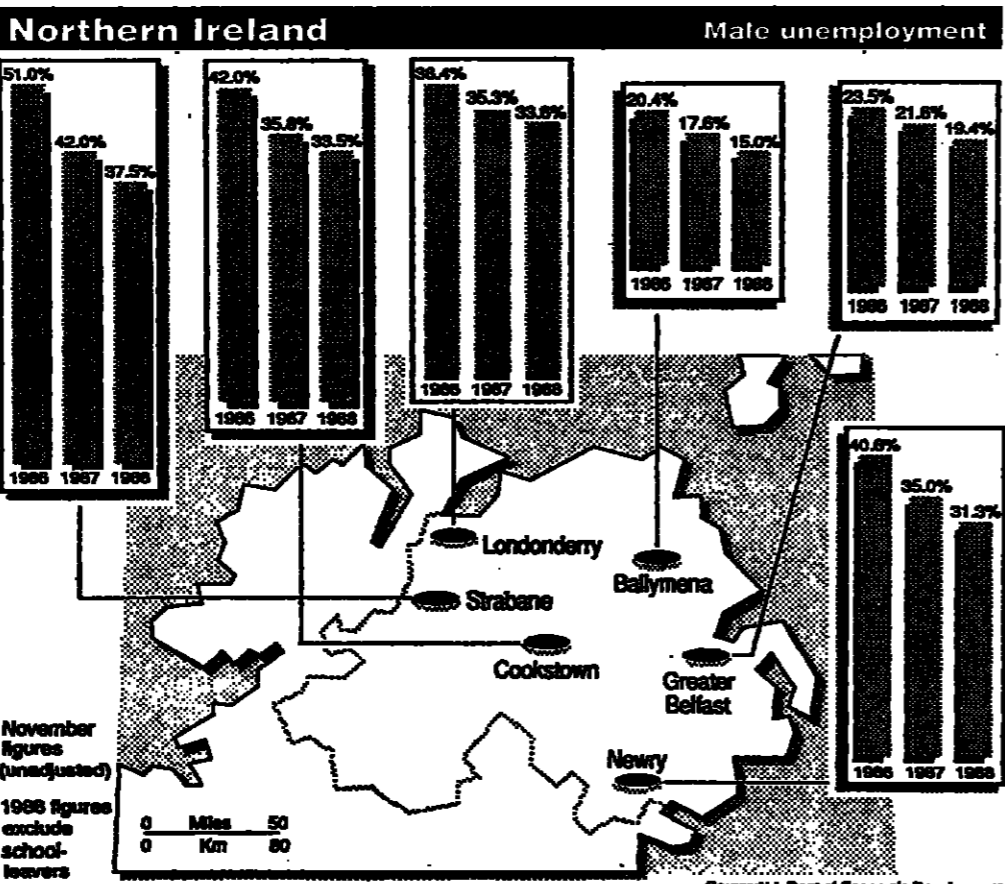 Northern Ireland
Male unemployment
51.0%
42.0%
37.5%
1986 1987 1988
42.0%
35.8%
33.5%
1986 1987 1988
38.4%
35.3%
33.6%
1986 1987 1988
20.4%
17.6%
15.0%
1986 1987 1988
23.5%
21.6%
19.4%
1986 1987 1988
40.6%
35.0%
31.3%
1986 1987 1988
Londonderry
Ballymena
Strabane
Cookstown
Greater
Belfast
Newry
November
figures
(unadjusted)
1988 figures
exclude
school-
leavers
0 Miles 50
0 Km 80